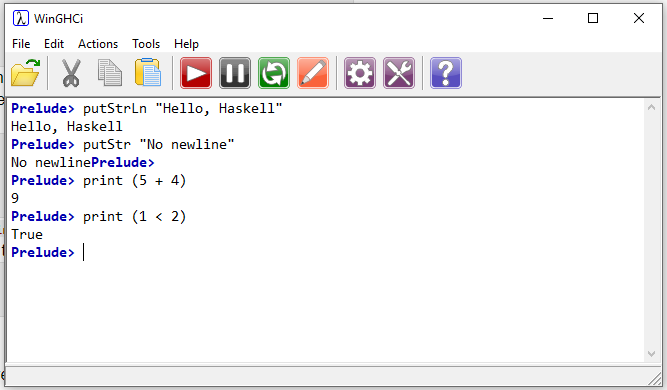 WinGHCi
File Edit Actions Tools Help
Prelude> putStrLn "Hello, Haskell"
Hello, Haskell
Prelude> putStr "No newline"
No newlinePrelude>
Prelude> print (5 + 4)
9
Prelude> print (1 < 2)
True
Prelude>